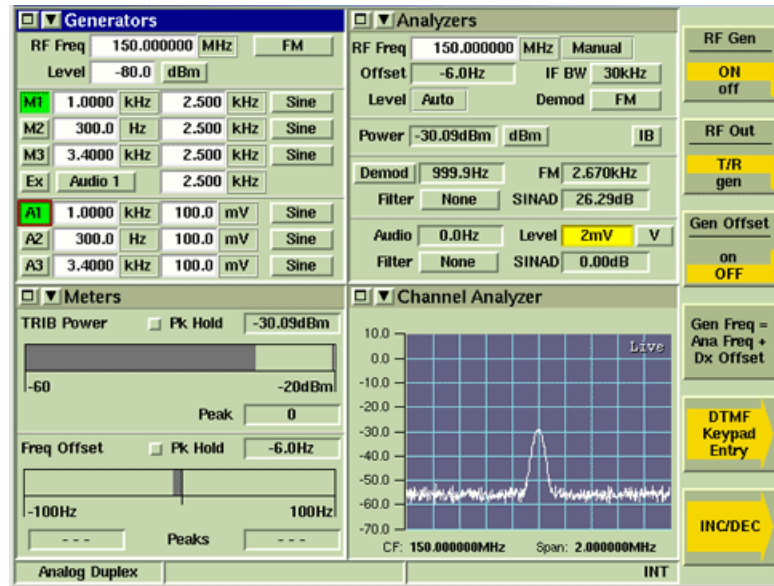 Generators
RF Freq 150.000000 MHz FM
Level -80.0 dBm
M1 1.0000 kHz 2.500 kHz Sine
M2 300.0 Hz 2.500 kHz Sine
M3 3.4000 kHz 2.500 kHz Sine
Ex Audio 1 2.500 kHz
A1 1.0000 kHz 100.0 mV Sine
A2 300.0 Hz 100.0 mV Sine
A3 3.4000 kHz 100.0 mV Sine
Analyzers
RF Freq 150.000000 MHz Manual
Offset -6.0Hz IF BW 30kHz
Level Auto Demod FM
Power -30.09dBm dBm IB
Demod 999.9Hz FM 2.670kHz
Filter None SINAD 26.29dB
Audio 0.0Hz Level 2mV V
Filter None SINAD 0.00dB
Meters
TRIB Power Pk Hold -30.09dBm
-60 -20dBm
Peak 0
Freq Offset Pk Hold -6.0Hz
-100Hz 100Hz
--- Peaks ---
Channel Analyzer
Live
10.0
0.0
-10.0
-20.0
-30.0
-40.0
-50.0
-60.0
-70.0
CF: 150.000000MHz Span: 2.000000MHz
RF Gen
ON
off
RF Out
T/R
gen
Gen Offset
on
OFF
Gen Freq =
Ana Freq +
Dx Offset
DTMF
Keypad
Entry
INC/DEC
Analog Duplex INT